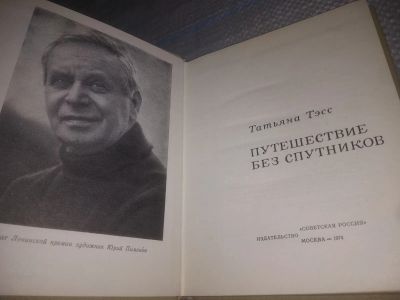 Ленинской премии художник Юрий Пименов
Татьяна Тэсс
ПУТЕШЕСТВИЕ
БЕЗ СПУТНИКОВ
ИЗДАТЕЛЬСТВО «СОВЕТСКАЯ РОССИЯ»
МОСКВА — 1974